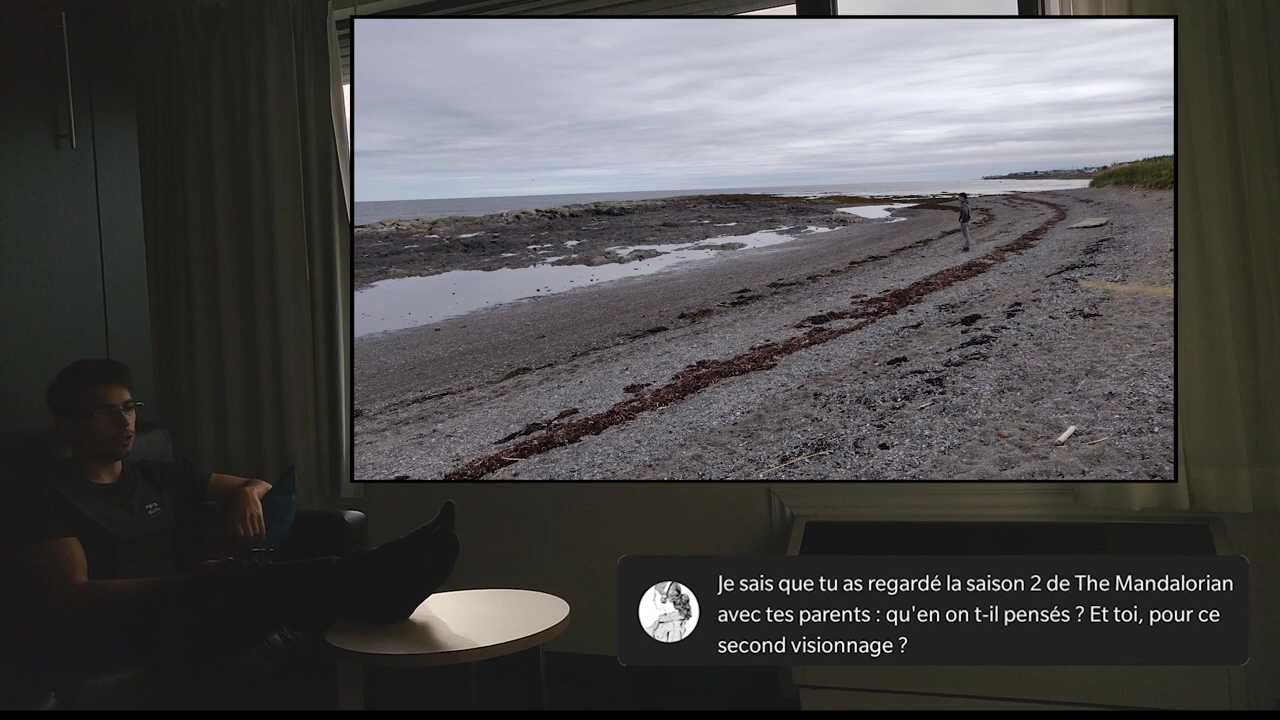 Je sais que tu as regardé la saison 2 de The Mandalorian
avec tes parents : qu'en on t-il pensés ? Et toi, pour ce
second visionnage ?